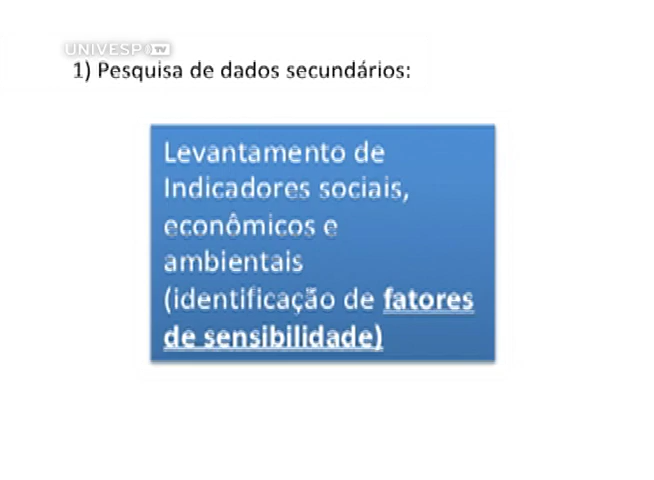 UNIVESP TV
1) Pesquisa de dados secundários:
Levantamento de
Indicadores sociais,
econômicos e
ambientais
(identificação de fatores
de sensibilidade)